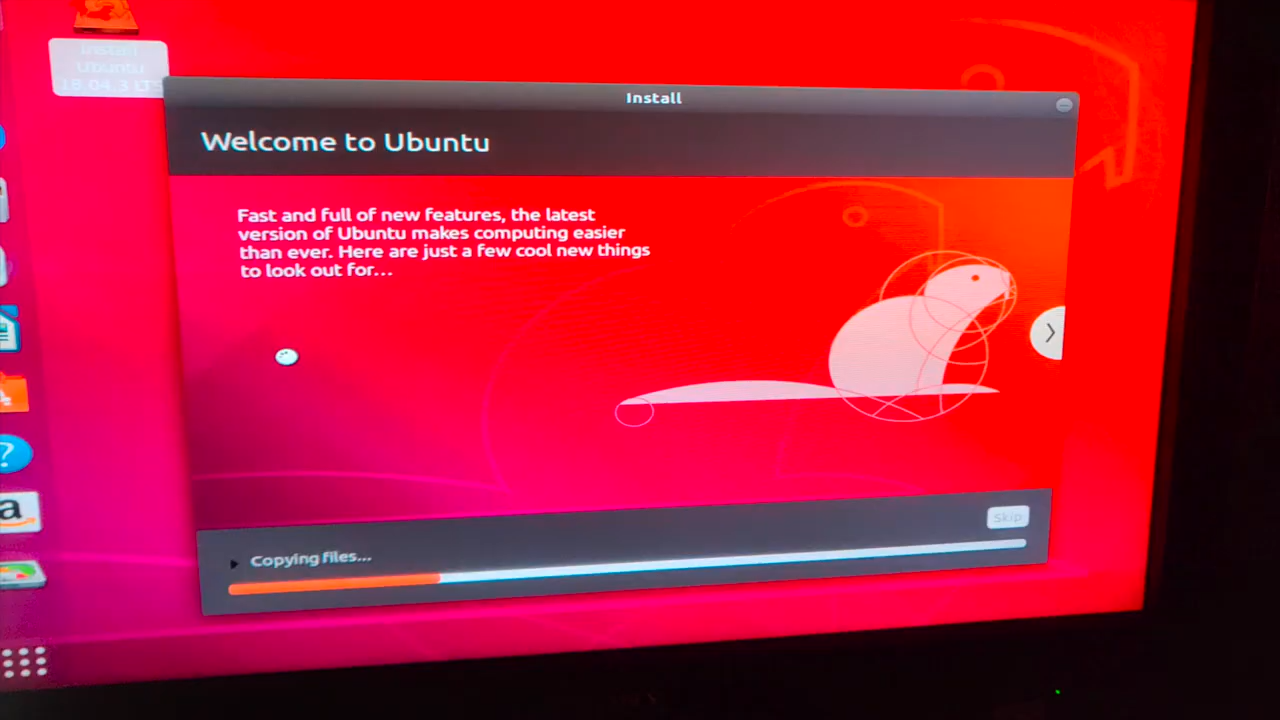 Install
Ubuntu
18.04.3 LTS
Install
Welcome to Ubuntu
Fast and full of new features, the latest
version of Ubuntu makes computing easier
than ever. Here are just a few cool new things
to look out for...
Skip
Copying files...
?
a